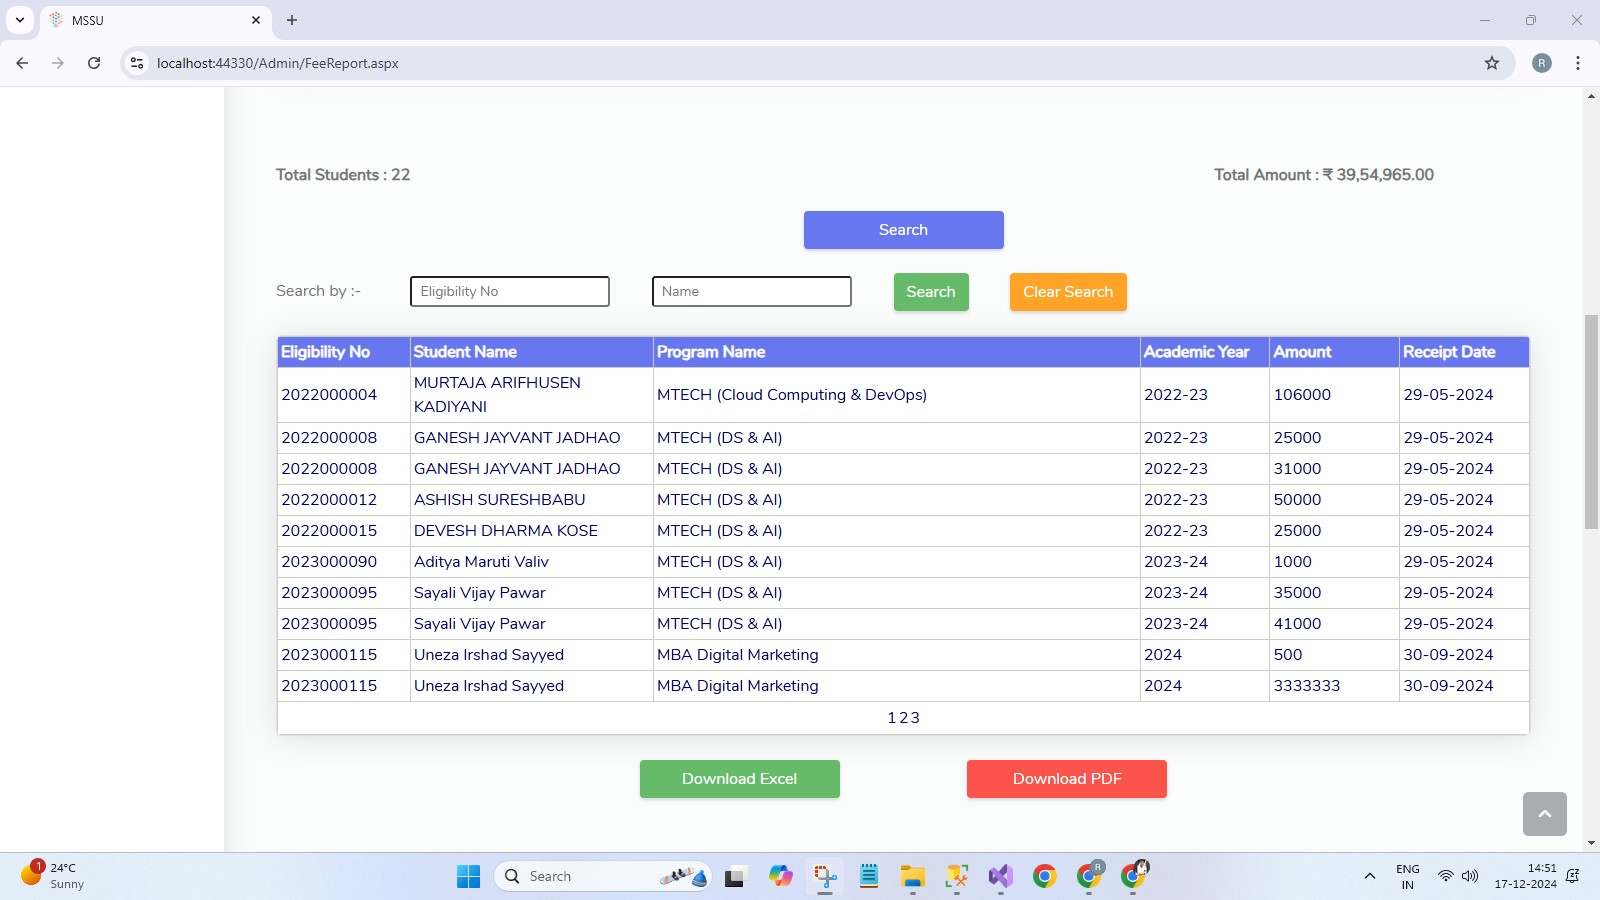 MSSU
localhost:44330/Admin/FeeReport.aspx
R
Total Students : 22
Total Amount : ₹ 39,54,965.00
Search
Search by :-
Eligibility No
Name
Search
Clear Search
Eligibility No Student Name Program Name Academic Year Amount Receipt Date
2022000004 MURTAJA ARIFHUSEN KADIYANI MTECH (Cloud Computing & DevOps) 2022-23 106000 29-05-2024
2022000008 GANESH JAYVANT JADHAO MTECH (DS & AI) 2022-23 25000 29-05-2024
2022000008 GANESH JAYVANT JADHAO MTECH (DS & AI) 2022-23 31000 29-05-2024
2022000012 ASHISH SURESHBABU MTECH (DS & AI) 2022-23 50000 29-05-2024
2022000015 DEVESH DHARMA KOSE MTECH (DS & AI) 2022-23 25000 29-05-2024
2023000090 Aditya Maruti Valiv MTECH (DS & AI) 2023-24 1000 29-05-2024
2023000095 Sayali Vijay Pawar MTECH (DS & AI) 2023-24 35000 29-05-2024
2023000095 Sayali Vijay Pawar MTECH (DS & AI) 2023-24 41000 29-05-2024
2023000115 Uneza Irshad Sayyed MBA Digital Marketing 2024 500 30-09-2024
2023000115 Uneza Irshad Sayyed MBA Digital Marketing 2024 3333333 30-09-2024
1 2 3
Download Excel
Download PDF
1
24°C
Sunny
Search
R
ENG
IN
14:51
17-12-2024